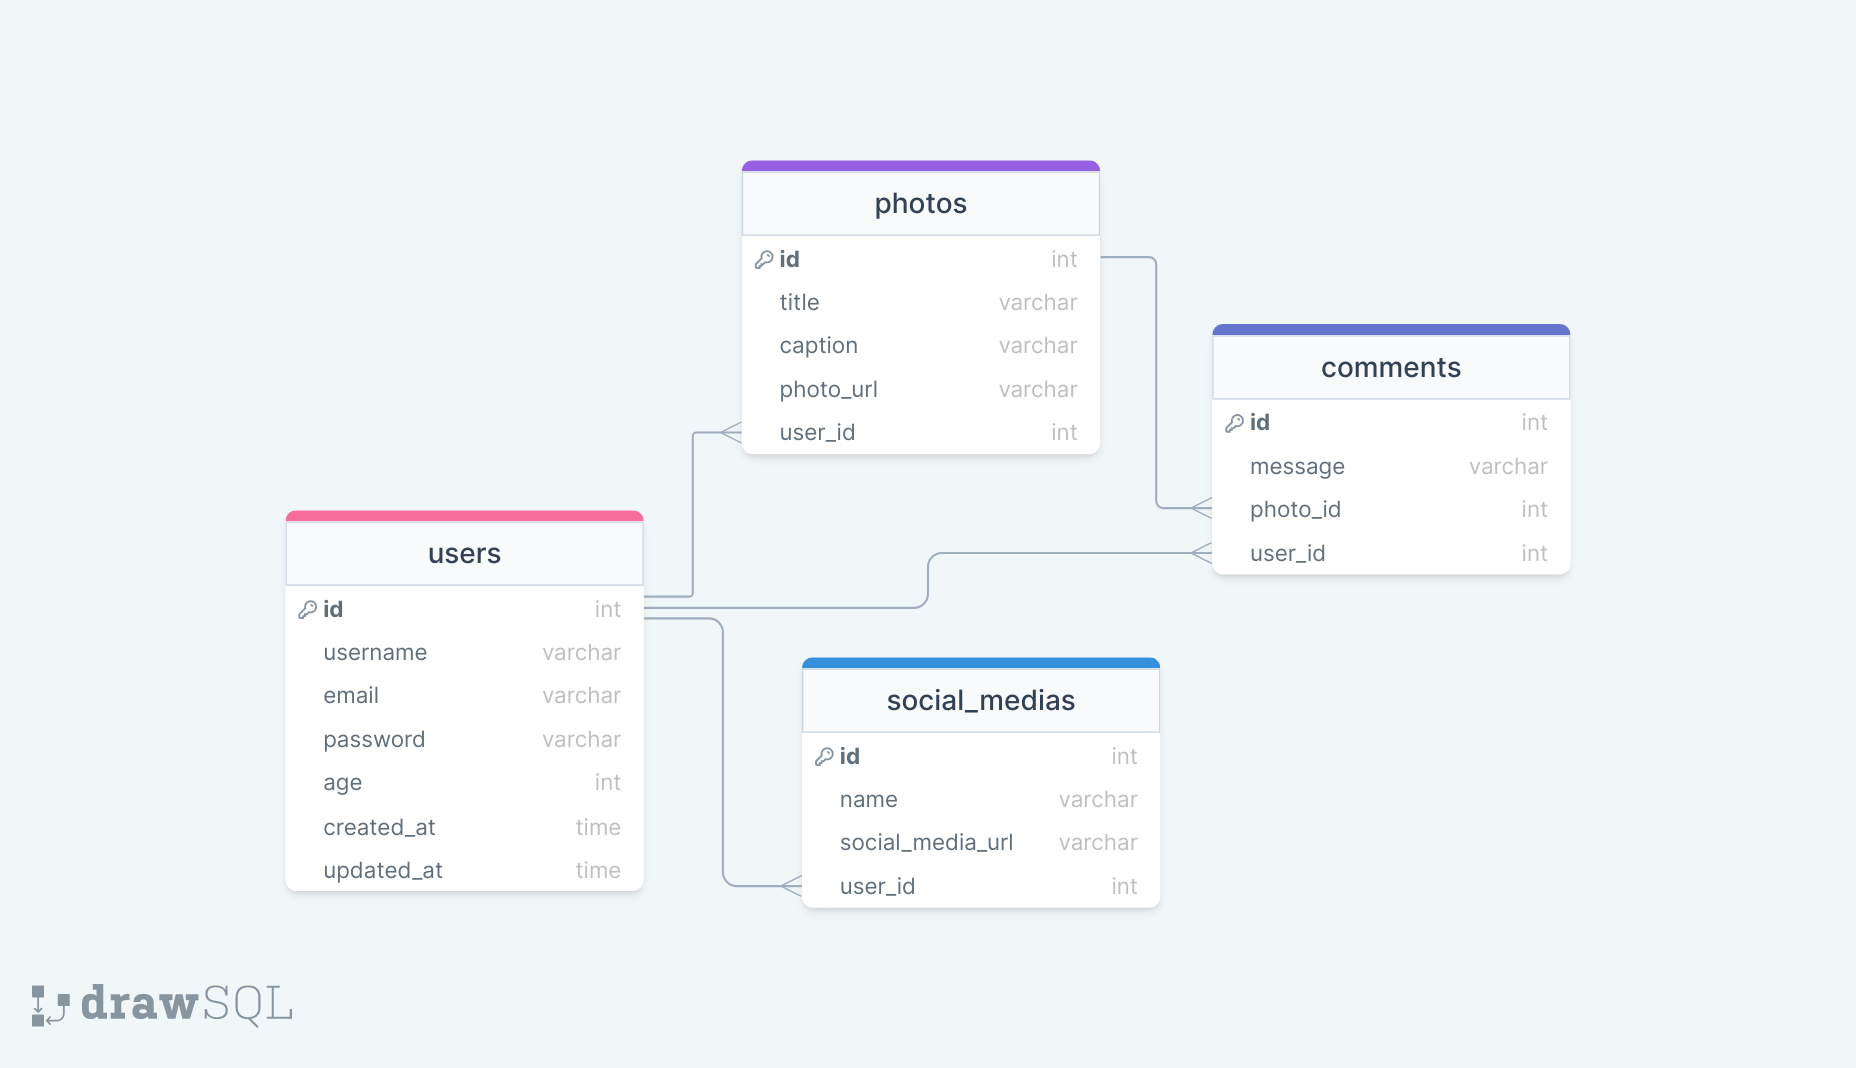 photos
id int
title varchar
caption varchar
photo_url varchar
user_id int
comments
id int
message varchar
photo_id int
user_id int
users
id int
username varchar
email varchar
password varchar
age int
created_at time
updated_at time
social_medias
id int
name varchar
social_media_url varchar
user_id int
drawSQL